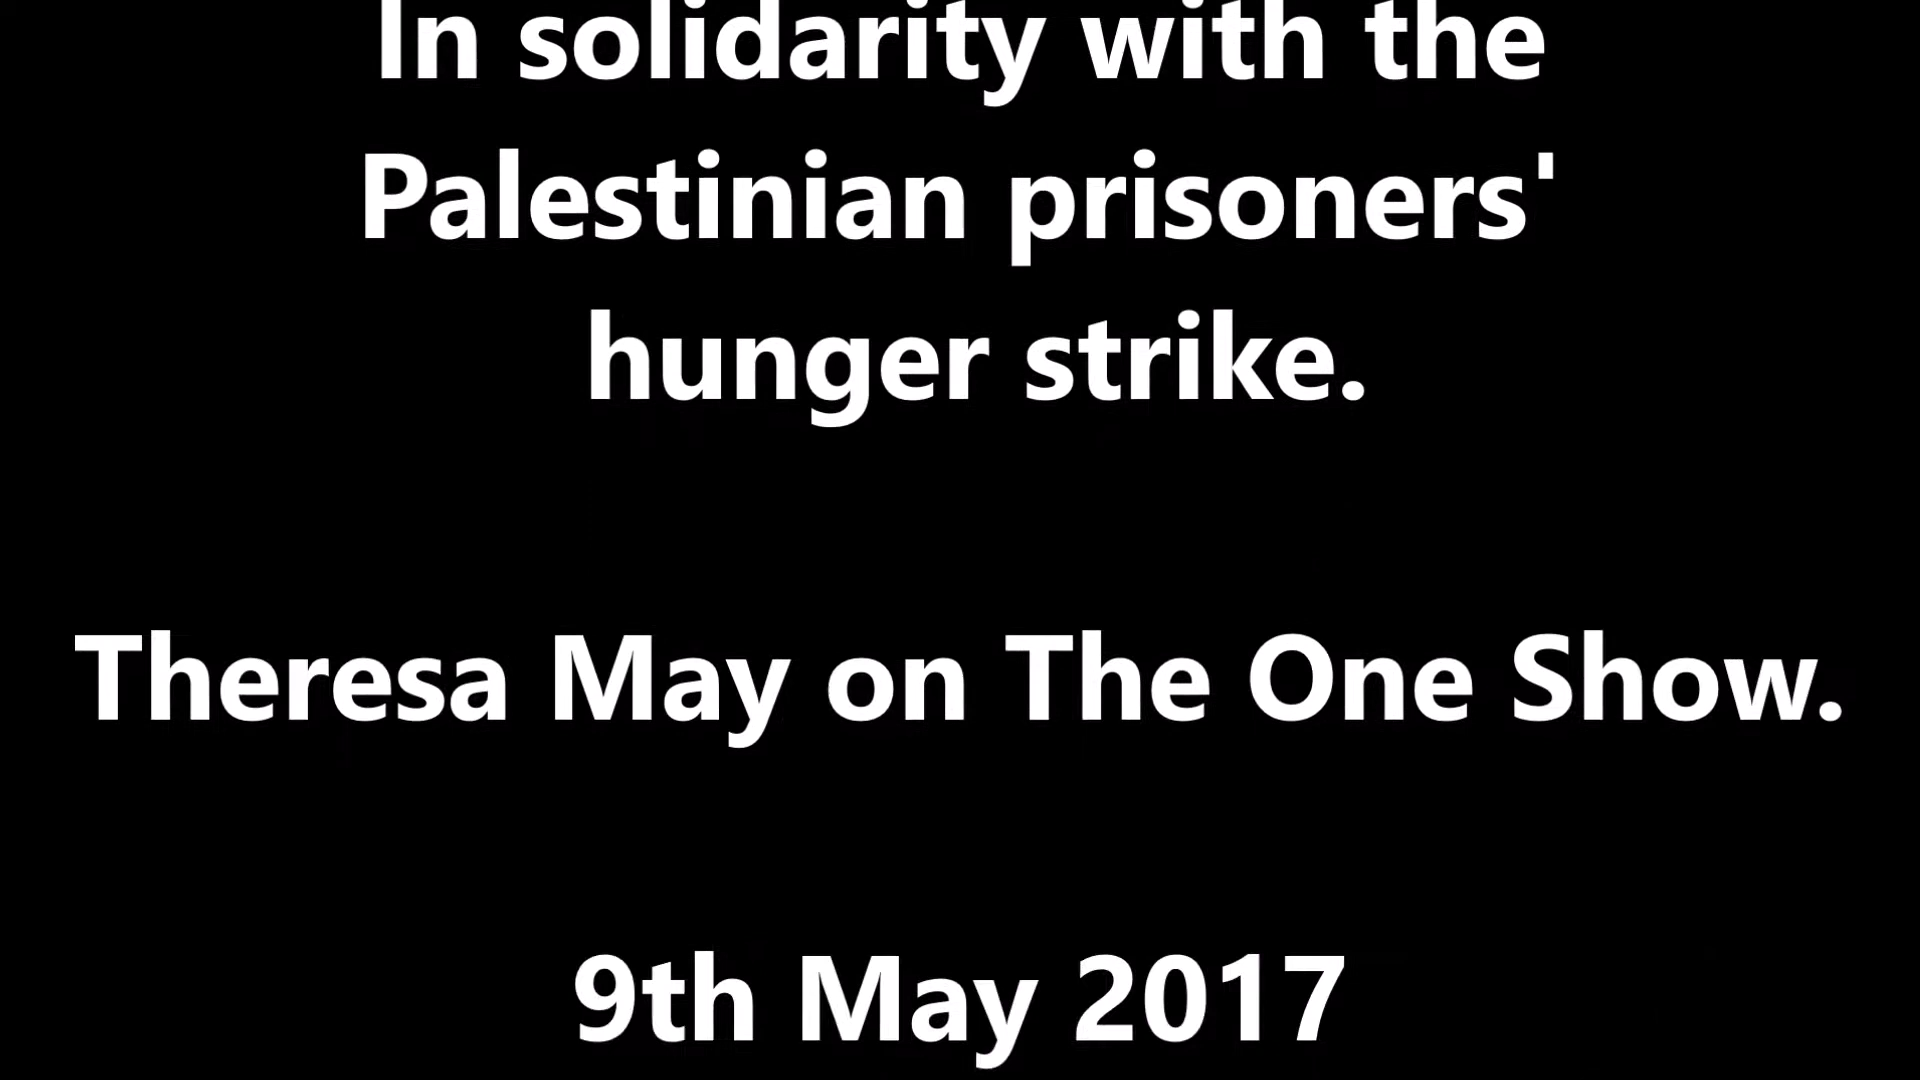 In solidarity with the
Palestinian prisoners'
hunger strike.
Theresa May on The One Show.
9th May 2017